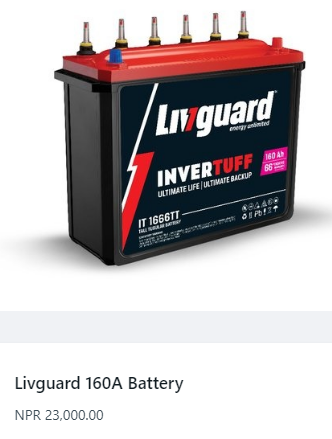 Livguard
energy unlimited
160 Ah
INVERTUFF
ULTIMATE LIFE | ULTIMATE BACKUP
IT 1666TT
TALL TUBULAR BATTERY
Pb
Livguard 160A Battery
NPR 23,000.00